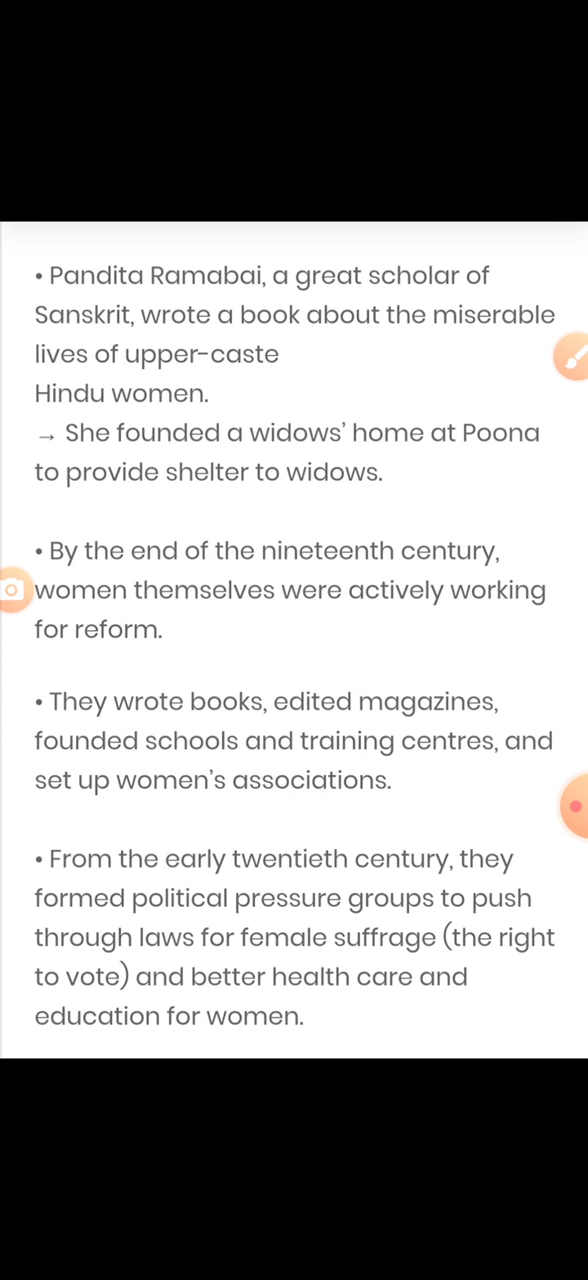 • Pandita Ramabai, a great scholar of
Sanskrit, wrote a book about the miserable
lives of upper-caste
Hindu women.
→ She founded a widows’ home at Poona
to provide shelter to widows.
• By the end of the nineteenth century,
women themselves were actively working
for reform.
• They wrote books, edited magazines,
founded schools and training centres, and
set up women’s associations.
• From the early twentieth century, they
formed political pressure groups to push
through laws for female suffrage (the right
to vote) and better health care and
education for women.